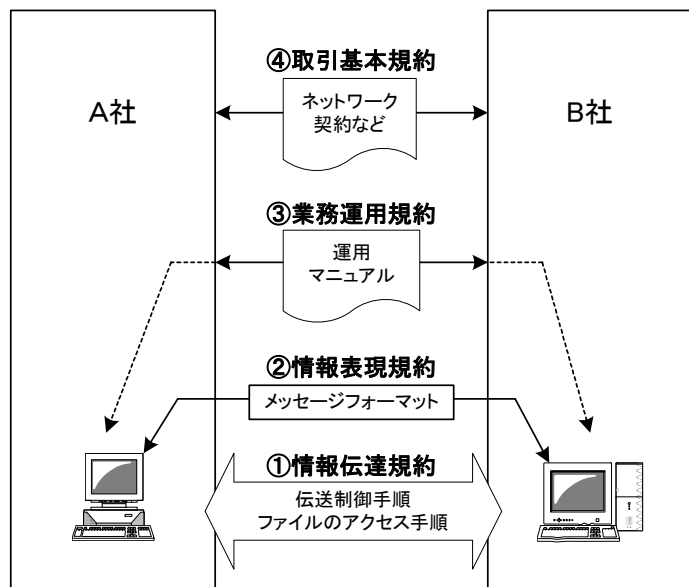 ④取引基本規約
ネットワーク
契約など
A社
B社
③業務運用規約
運用
マニュアル
②情報表現規約
メッセージフォーマット
①情報伝達規約
伝送制御手順
ファイルのアクセス手順